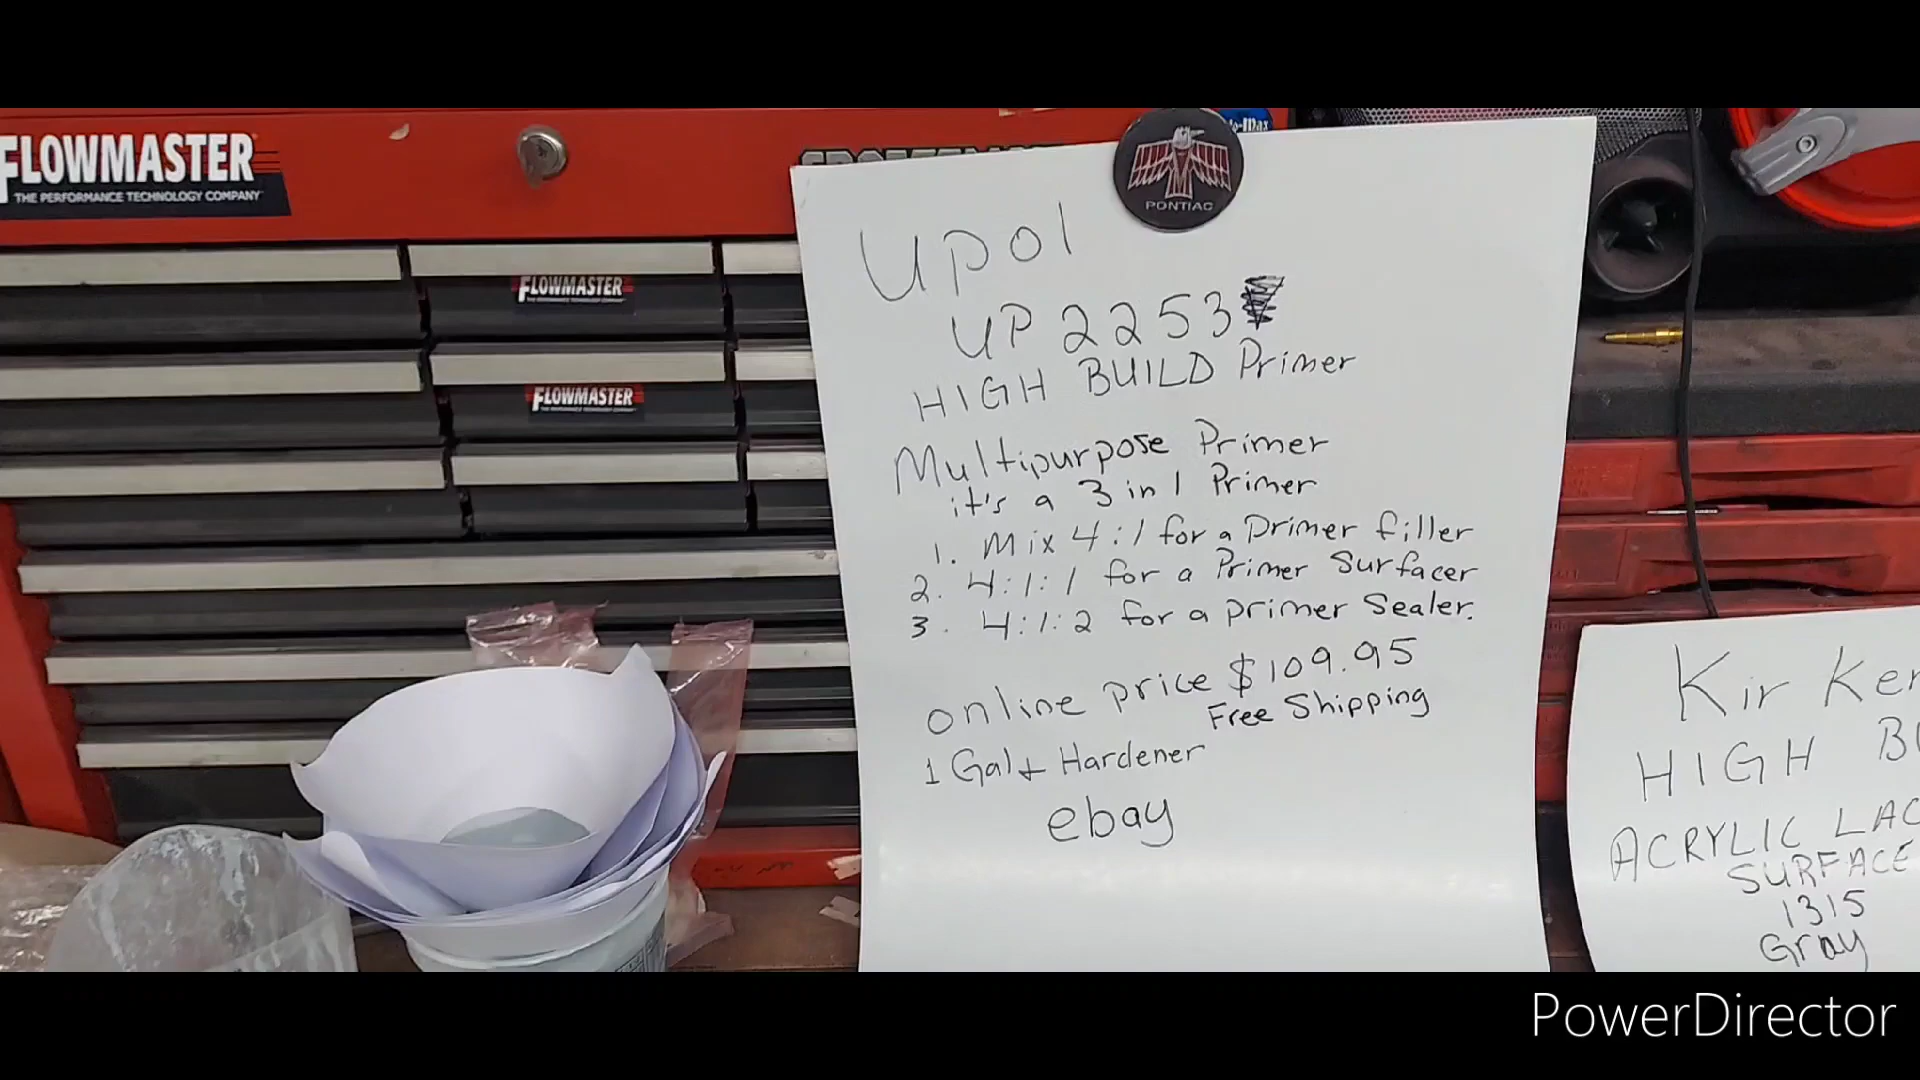 FLOWMASTER
THE PERFORMANCE TECHNOLOGY COMPANY
FLOWMASTER
FLOWMASTER
PONTIAC
Upol
UP 2253
HIGH BUILD Primer
Multipurpose Primer
it's a 3 in 1 Primer
1. Mix 4:1 for a Primer filler
2. 4:1:1 for a Primer Surfacer
3. 4:1:2 for a primer Sealer.
online price $109.95
Free Shipping
1 Gal + Hardener
ebay
Kir Ker
HIGH BU
ACRYLIC LAC
SURFACE
1315
Gray
PowerDirector